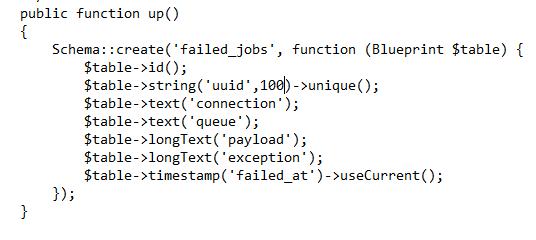 public function up()
{
Schema::create('failed_jobs', function (Blueprint $table) {
$table->id();
$table->string('uuid',100)->unique();
$table->text('connection');
$table->text('queue');
$table->longText('payload');
$table->longText('exception');
$table->timestamp('failed_at')->useCurrent();
});
}